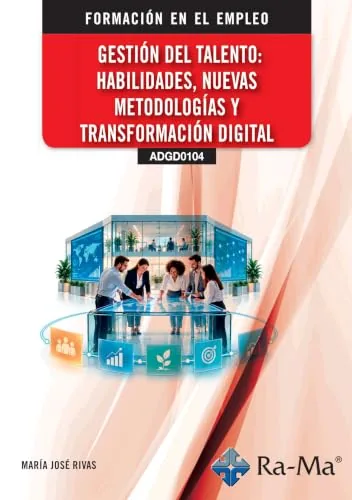 FORMACIÓN EN EL EMPLEO
GESTIÓN DEL TALENTO:
HABILIDADES, NUEVAS
METODOLOGÍAS Y
TRANSFORMACIÓN DIGITAL
ADGD0104
MARÍA JOSÉ RIVAS
Ra-Ma®